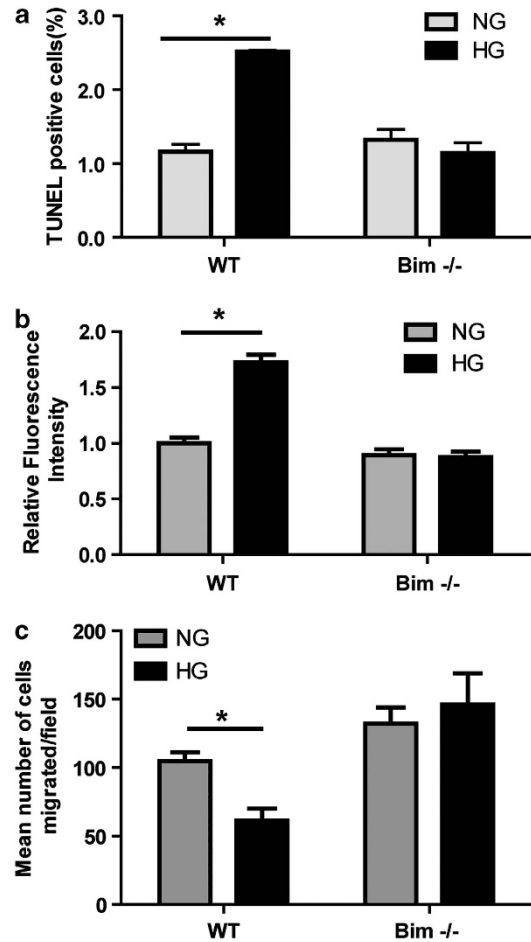 a
TUNEL positive cells(%)
3.0
2.0
1.0
0.0
*
NG
HG
WT
Bim -/-
b
Relative Fluorescence
Intensity
2.0
1.5
1.0
0.5
0.0
*
NG
HG
WT
Bim -/-
c
Mean number of cells
migrated/field
200
150
100
50
0
NG
HG
*
WT
Bim -/-